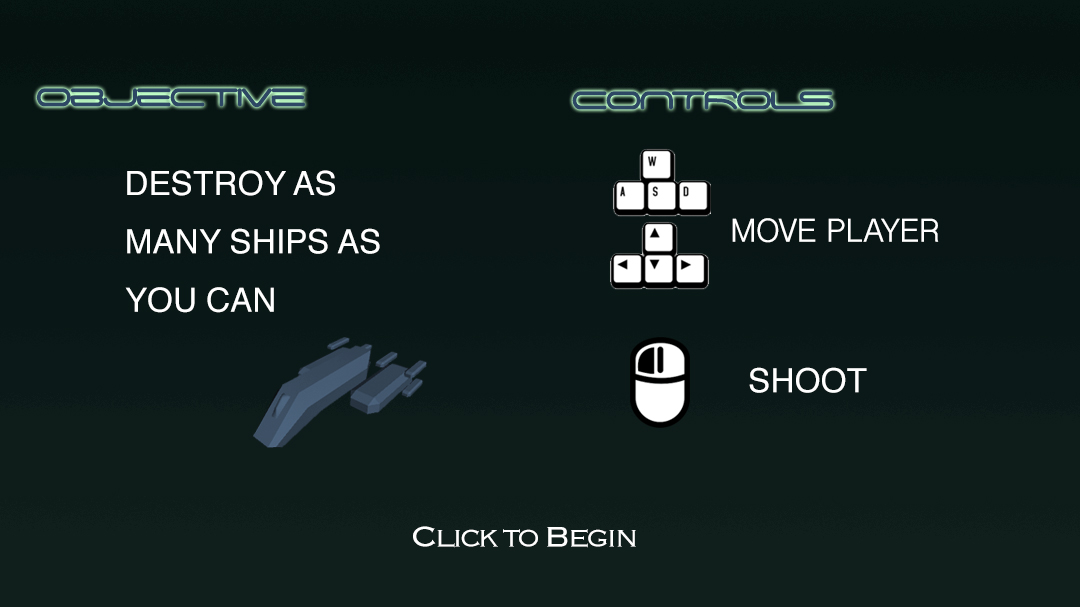 OBJECTIVE
DESTROY AS
MANY SHIPS AS
YOU CAN
CONTROLS
W
A S D
MOVE PLAYER
SHOOT
CLICK TO BEGIN